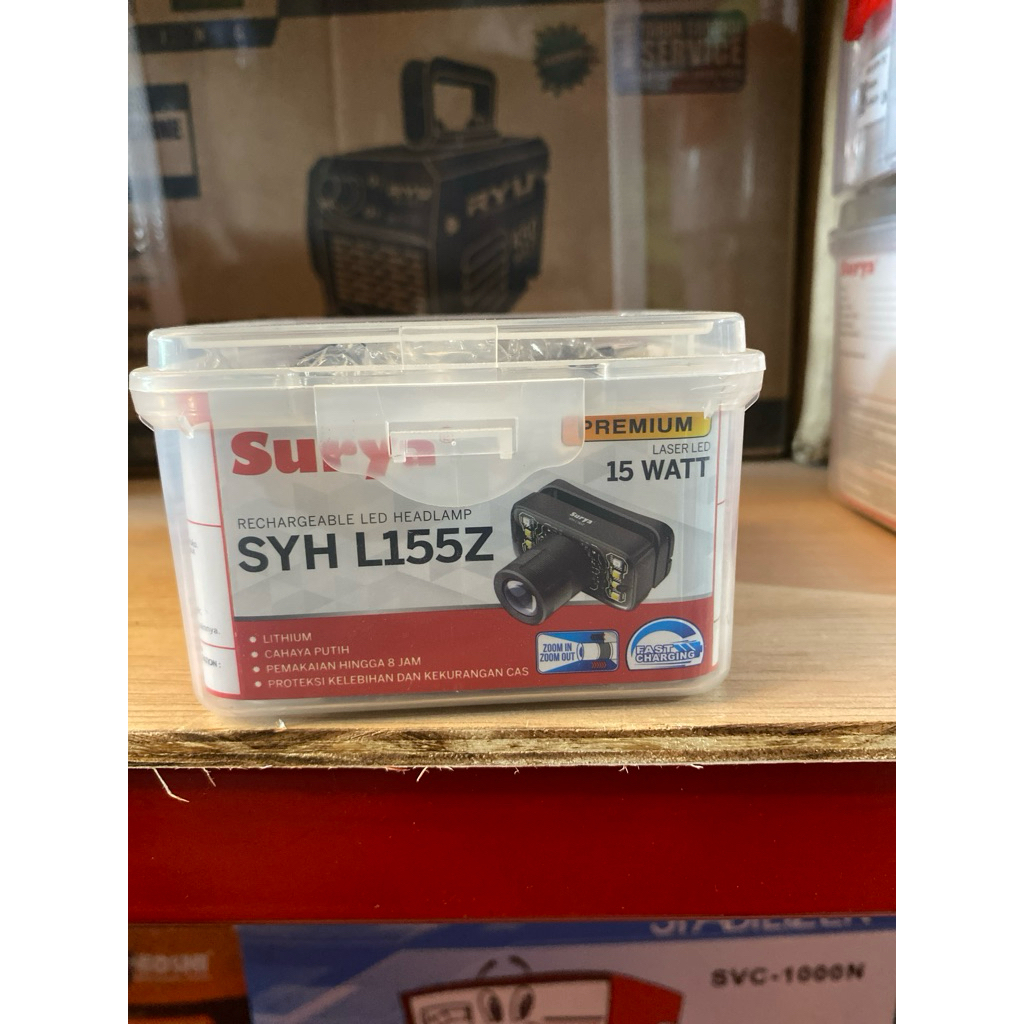 SERVICE
RYU
Surya
PREMIUM
LASER LED
15 WATT
RECHARGEABLE LED HEADLAMP
SYH L155Z
Surya
• LITHIUM
• CAHAYA PUTIH
• PEMAKAIAN HINGGA 8 JAM
• PROTEKSI KELEBIHAN DAN KEKURANGAN CAS
ZOOM IN
ZOOM OUT
FAST
CHARGING
Surya
SVC-1000N